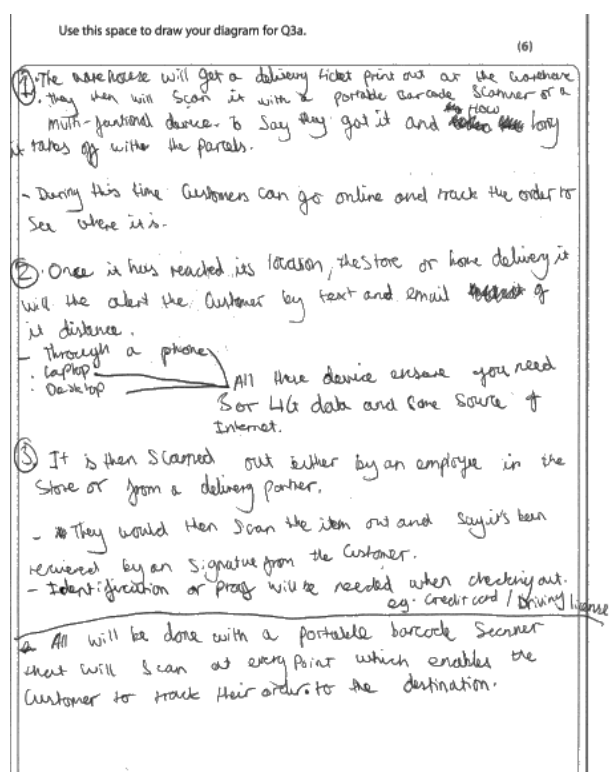 Use this space to draw your diagram for Q3a.
(6)
① The warehouse will get a delivery ticket print out at the warehouse
. they then will scan it with a portable barcode scanner or a
multi-funtional device. to Say they got it and How long
it takes off with the parcels.
- During this time customers can go online and track the order to
See where it is.
② . Once it has reached its location, the store or home delivery it
will the alert the Customer by text and email of
it distance.
- Through a phone
. Laptop
. Desktop
All these device ensure you need
3 or 4G data and some source of
Internet.
③ It is then Scanned out either by an employe in the
Store or from a delivery partner.
- They would then Scan the item out and say it's been
recieved by an Signatue from the Customer.
- Identification or proof will be needed when checking out.
eg. credit card / Driving license
All will be done with a portable barcode Scanner
that will scan at every point which enables the
Customer to track their order to the destination.